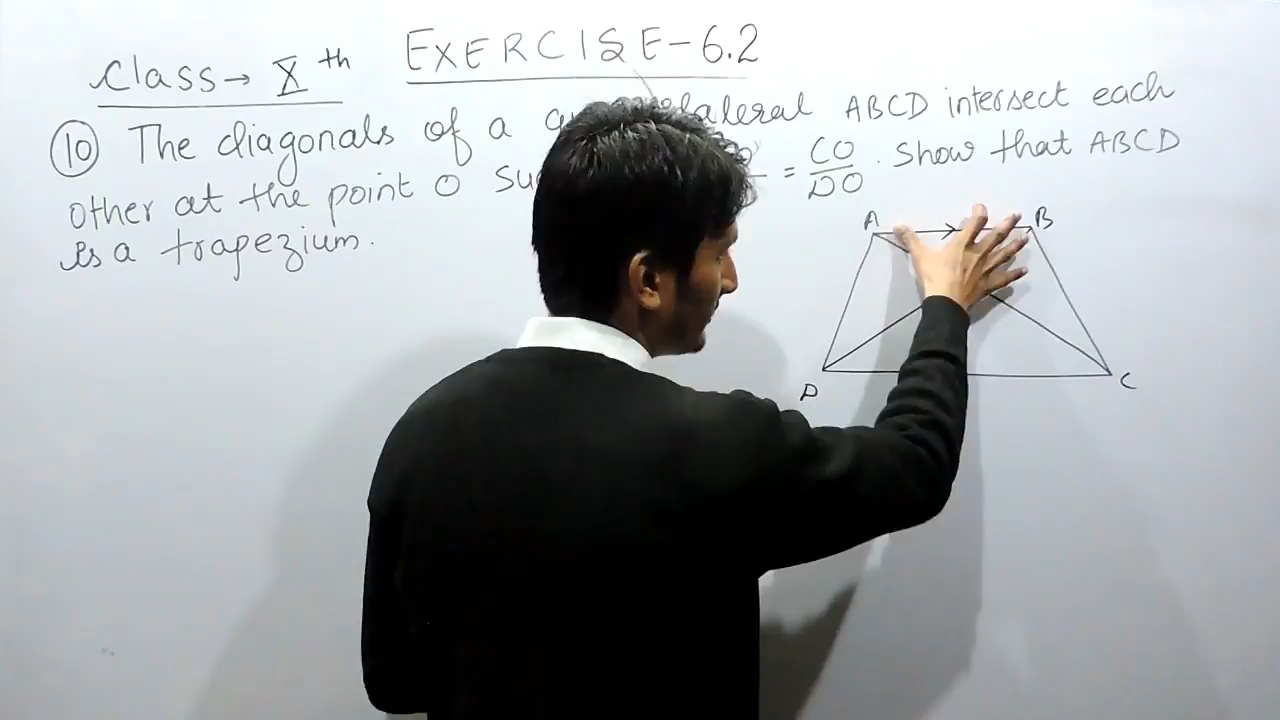 Class → X th
EXERCISE-6.2
10 The diagonals of a ABCD intersect each
other at the point O = CO/DO . Show that ABCD
is a trapezium.
A B
D C